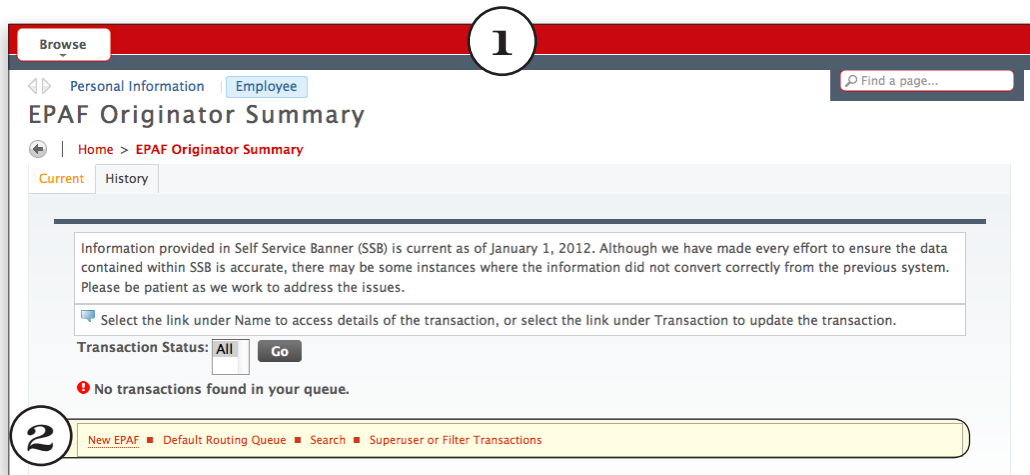 1
Browse
Personal Information | Employee
Find a page...
EPAF Originator Summary
Home > EPAF Originator Summary
Current History
Information provided in Self Service Banner (SSB) is current as of January 1, 2012. Although we have made every effort to ensure the data
contained within SSB is accurate, there may be some instances where the information did not convert correctly from the previous system.
Please be patient as we work to address the issues.
Select the link under Name to access details of the transaction, or select the link under Transaction to update the transaction.
Transaction Status: All Go
No transactions found in your queue.
2
New EPAF ■ Default Routing Queue ■ Search ■ Superuser or Filter Transactions